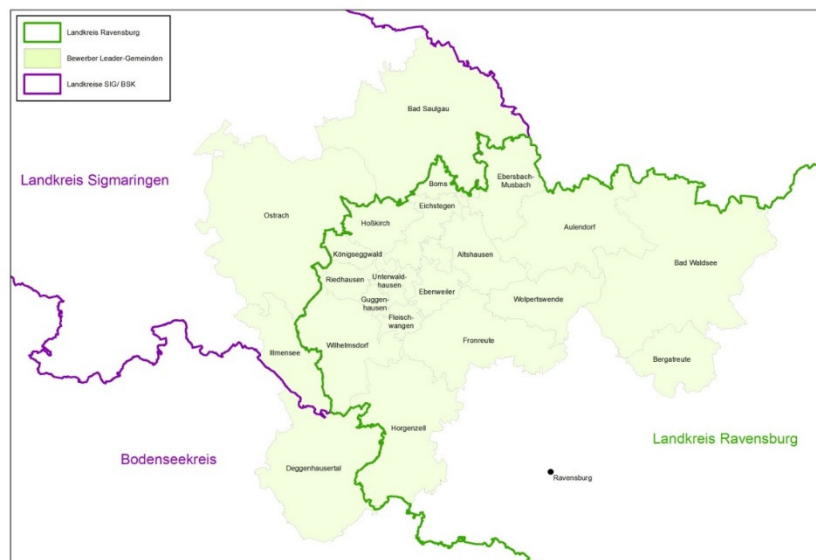 Landkreis Ravensburg
Bewerber Leader-Gemeinden
Landkreise SIG/ BSK
Bad Saulgau
Landkreis Sigmaringen
Boms
Ebersbach-
Musbach
Eichstegen
Ostrach
Hoßkirch
Aulendorf
Königseggwald
Altshausen
Bad Waldsee
Riedhausen
Unterwald-
hausen
Ebenweiler
Guggen-
hausen
Wolpertswende
Fleisch-
wangen
Illmensee
Wilhelmsdorf
Fronreute
Bergatreute
Horgenzell
Landkreis Ravensburg
Bodenseekreis
Deggenhausertal
Ravensburg